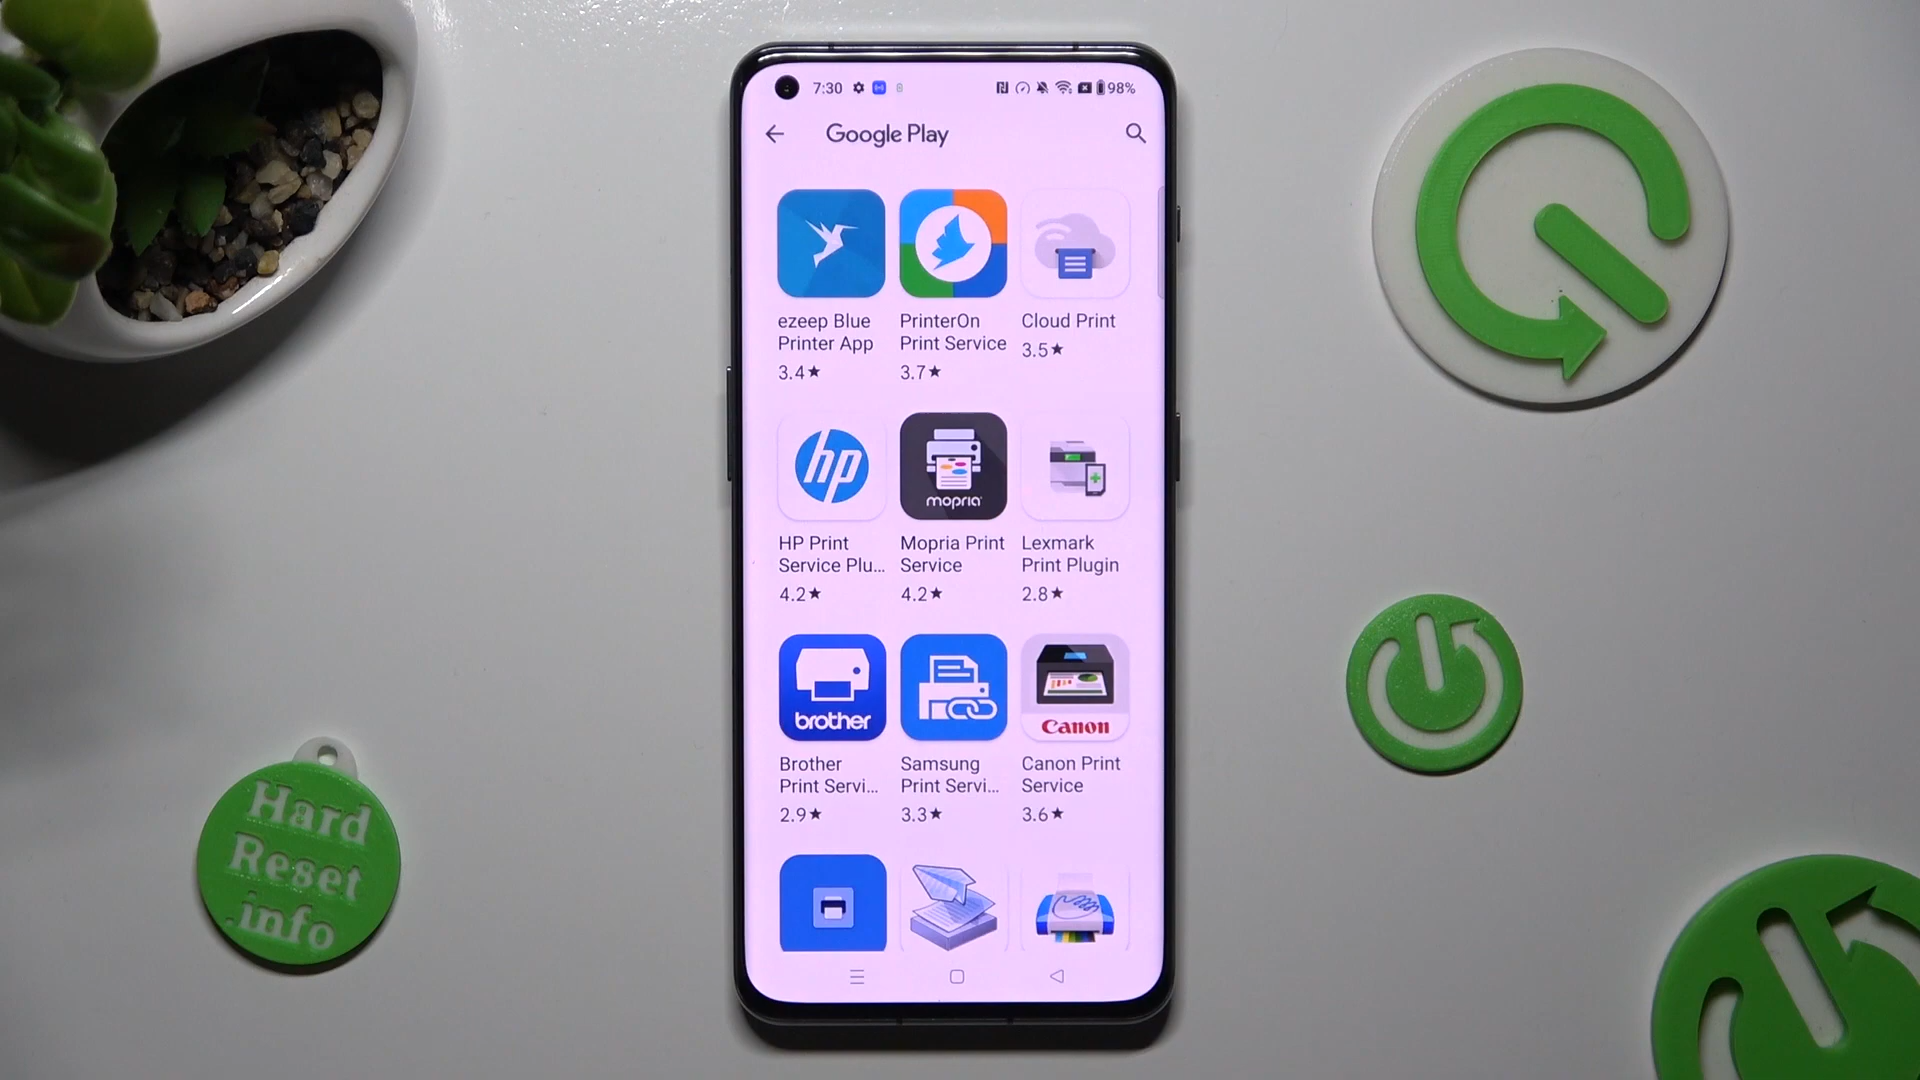 7:30
98%
Google Play
ezeep Blue
Printer App
3.4★
PrinterOn
Print Service
3.7★
Cloud Print
3.5★
hp
HP Print
Service Plu...
4.2★
mopria
Mopria Print
Service
4.2★
Lexmark
Print Plugin
2.8★
brother
Brother
Print Servi...
2.9★
Samsung
Print Servi...
3.3★
Canon
Canon Print
Service
3.6★
Hard
Reset
.info